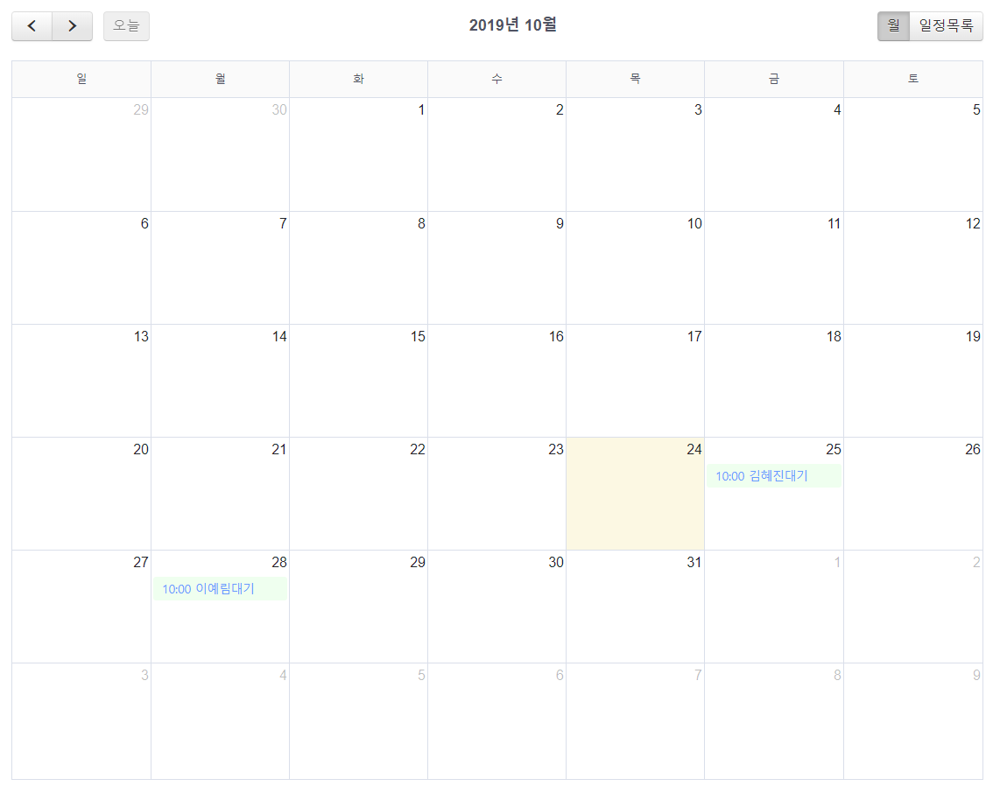 오늘
2019년 10월
월 일정목록
일 월 화 수 목 금 토
29 30 1 2 3 4 5
6 7 8 9 10 11 12
13 14 15 16 17 18 19
20 21 22 23 24 25 26
10:00 김혜진대기
27 28 29 30 31 1 2
10:00 이예림대기
3 4 5 6 7 8 9